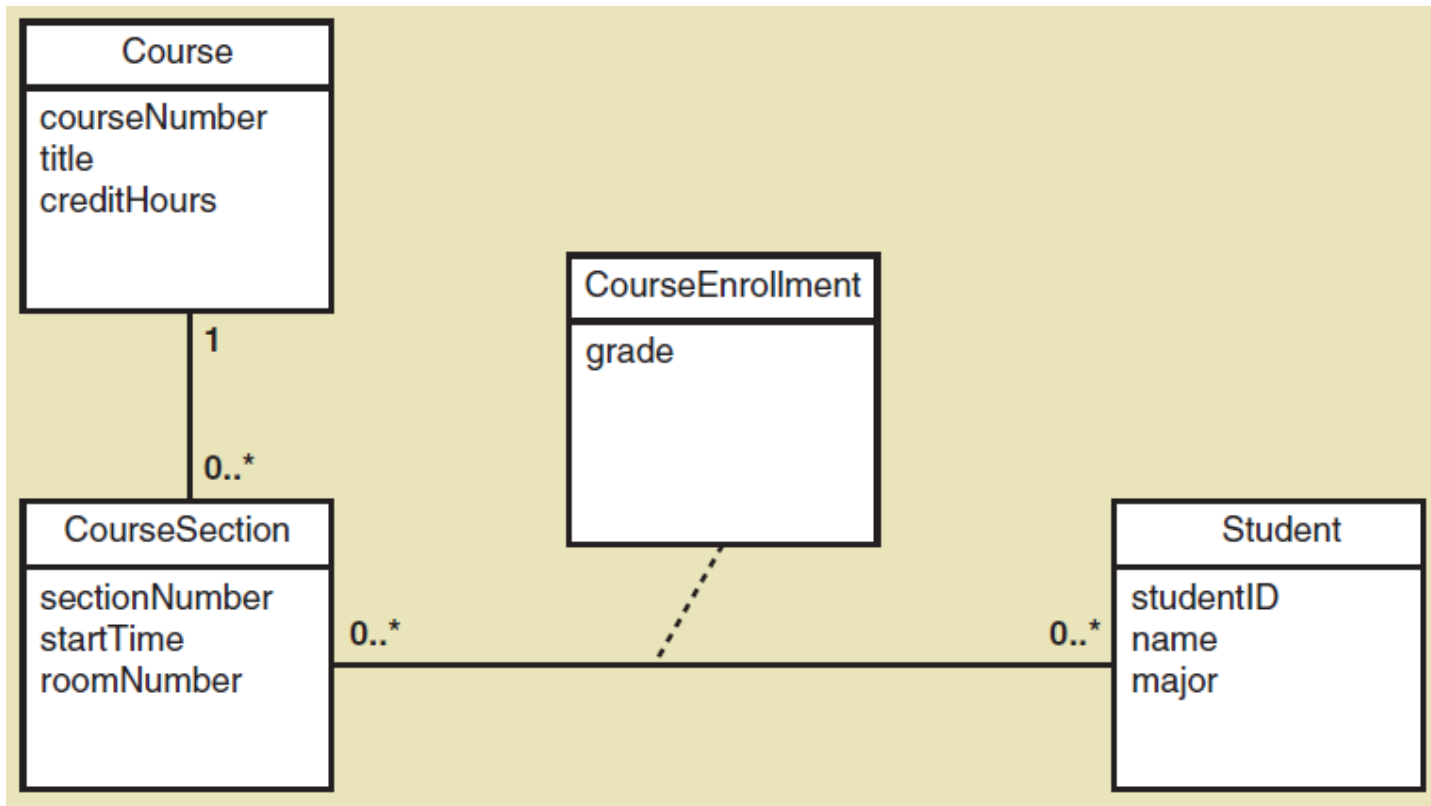 Course
courseNumber
title
creditHours
1
0..*
CourseEnrollment
grade
CourseSection
sectionNumber
startTime
roomNumber
0..*
0..*
Student
studentID
name
major